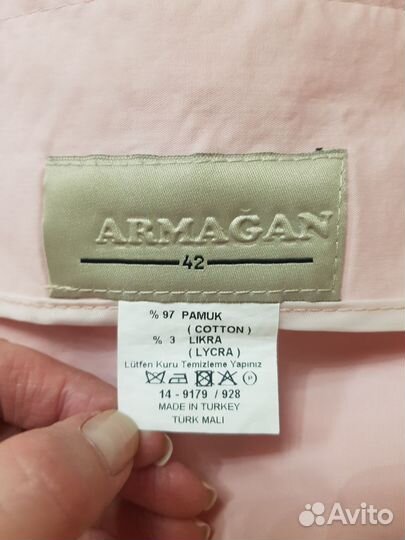 ARMAĞAN
42
% 97 PAMUK
( COTTON )
% 3 LIKRA
( LYCRA )
Lütfen Kuru Temizleme Yapınız
14 - 9179 / 928
MADE IN TURKEY
TÜRK MALI
Avito